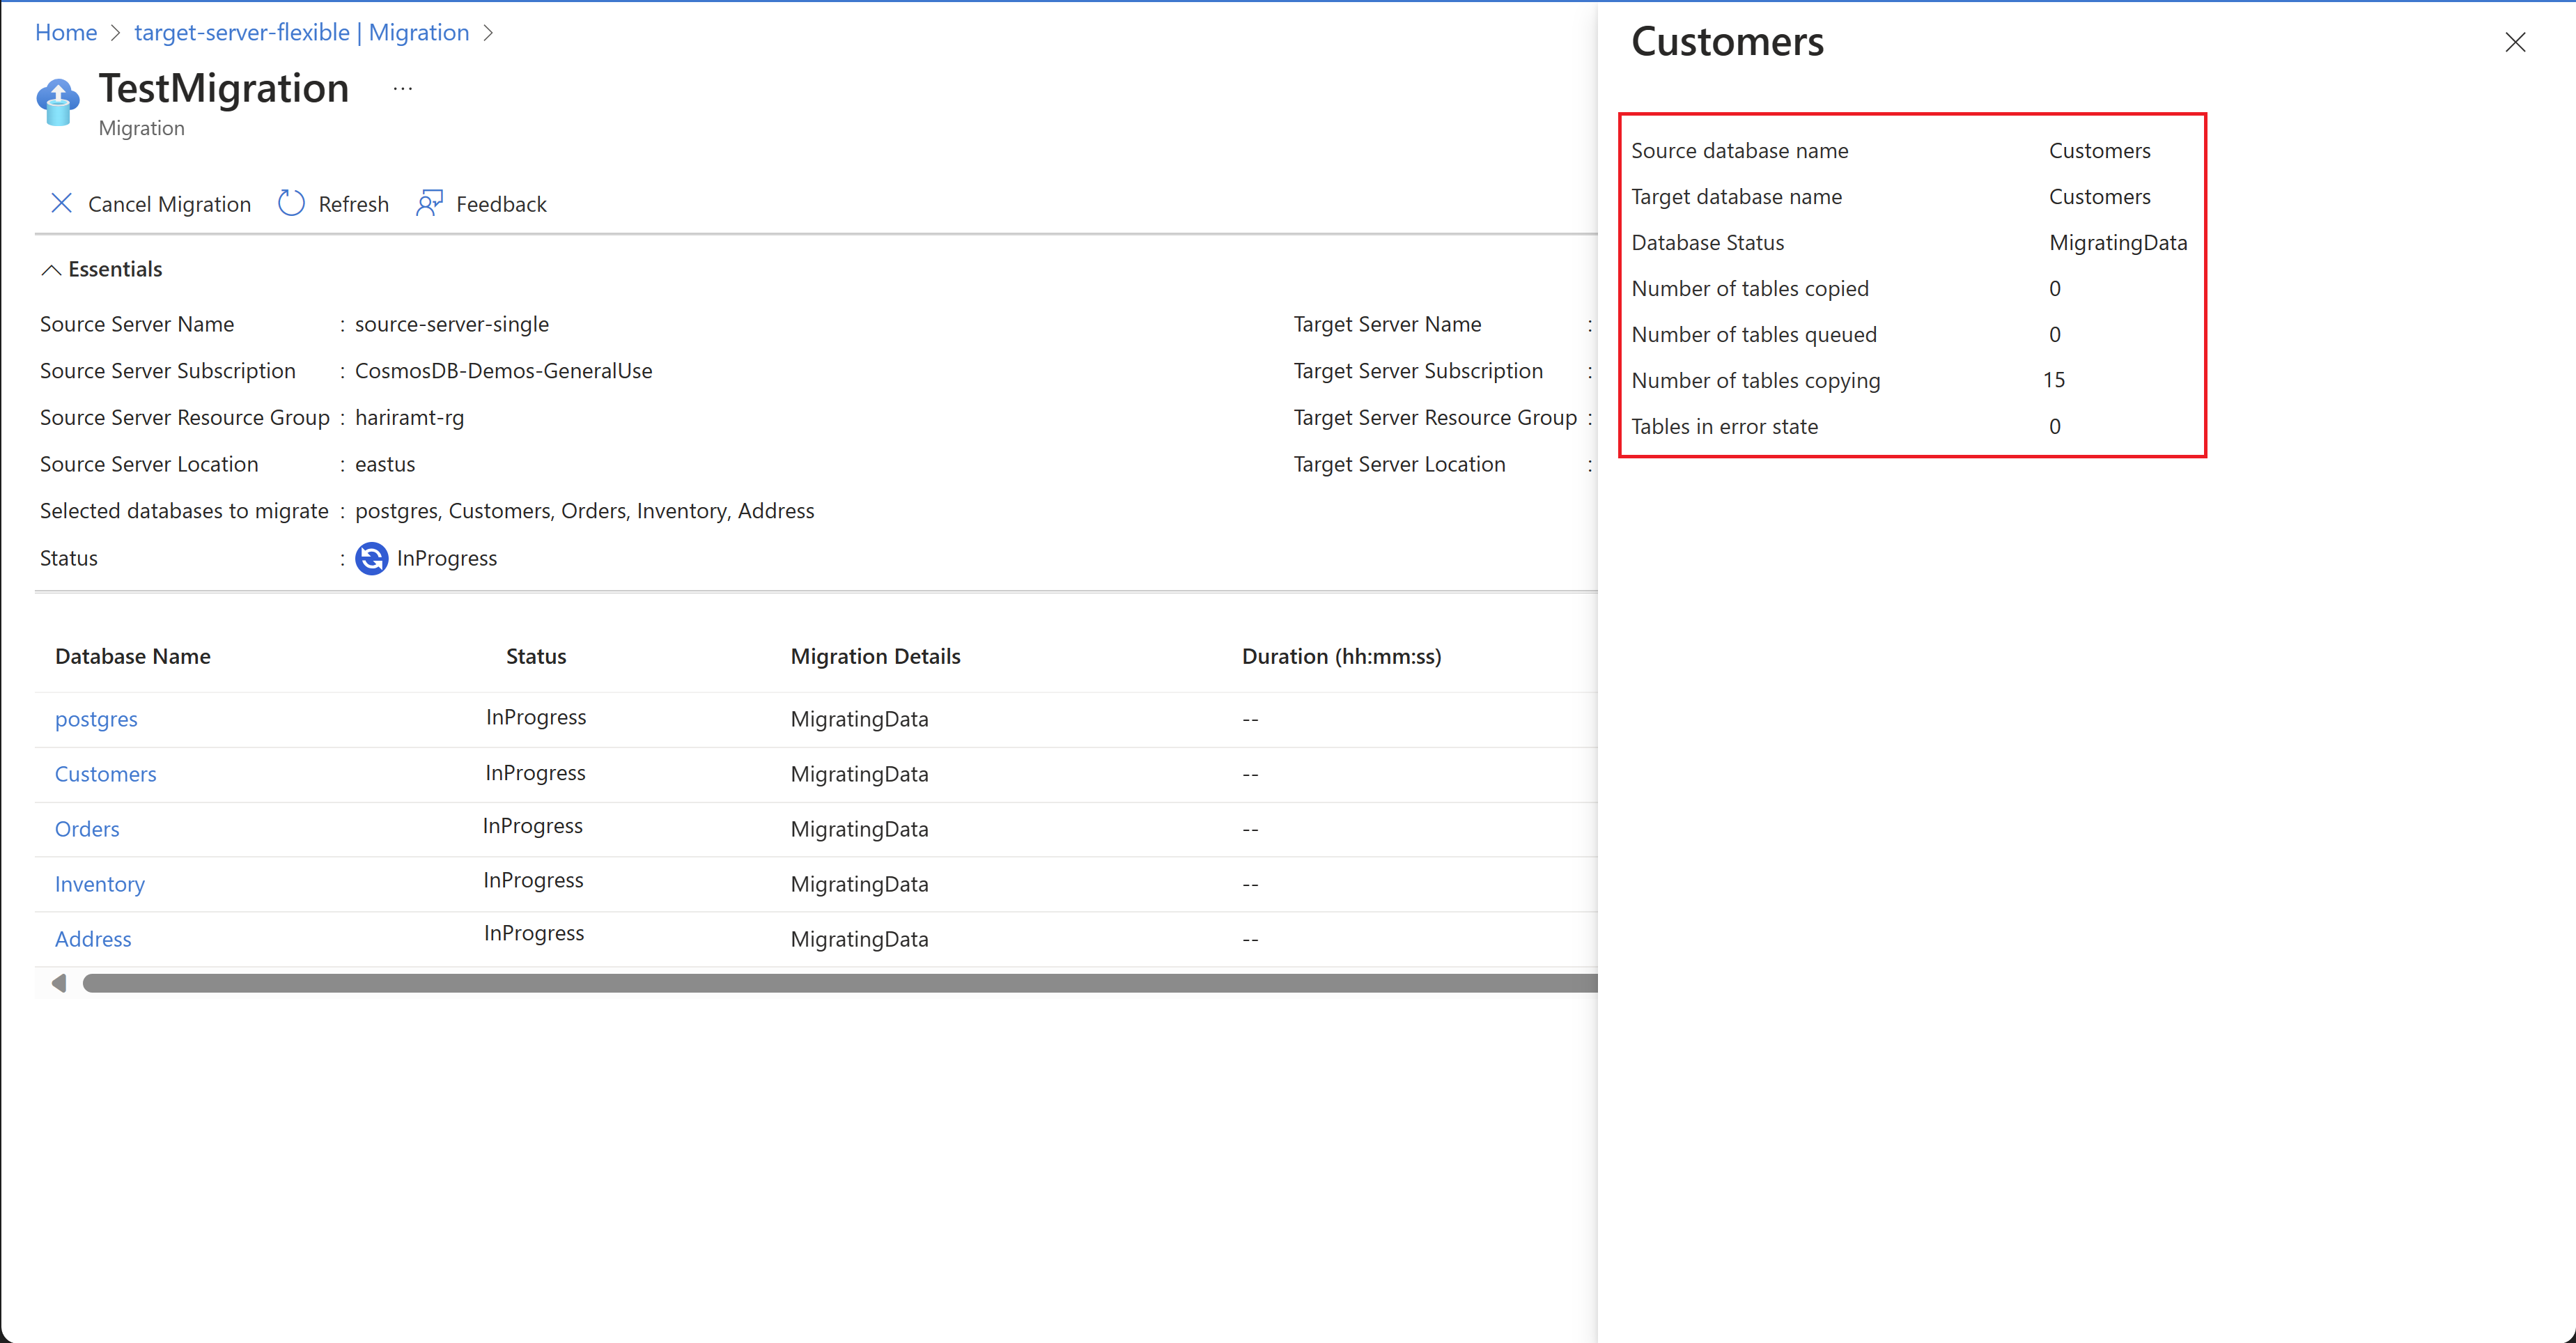 Home > target-server-flexible | Migration >
TestMigration ...
Migration
Cancel Migration Refresh Feedback
Essentials
Source Server Name : source-server-single Target Server Name :
Source Server Subscription : CosmosDB-Demos-GeneralUse Target Server Subscription :
Source Server Resource Group : hariramt-rg Target Server Resource Group :
Source Server Location : eastus Target Server Location :
Selected databases to migrate : postgres, Customers, Orders, Inventory, Address
Status : InProgress
Database Name Status Migration Details Duration (hh:mm:ss)
postgres InProgress MigratingData --
Customers InProgress MigratingData --
Orders InProgress MigratingData --
Inventory InProgress MigratingData --
Address InProgress MigratingData --
Customers
Source database name Customers
Target database name Customers
Database Status MigratingData
Number of tables copied 0
Number of tables queued 0
Number of tables copying 15
Tables in error state 0